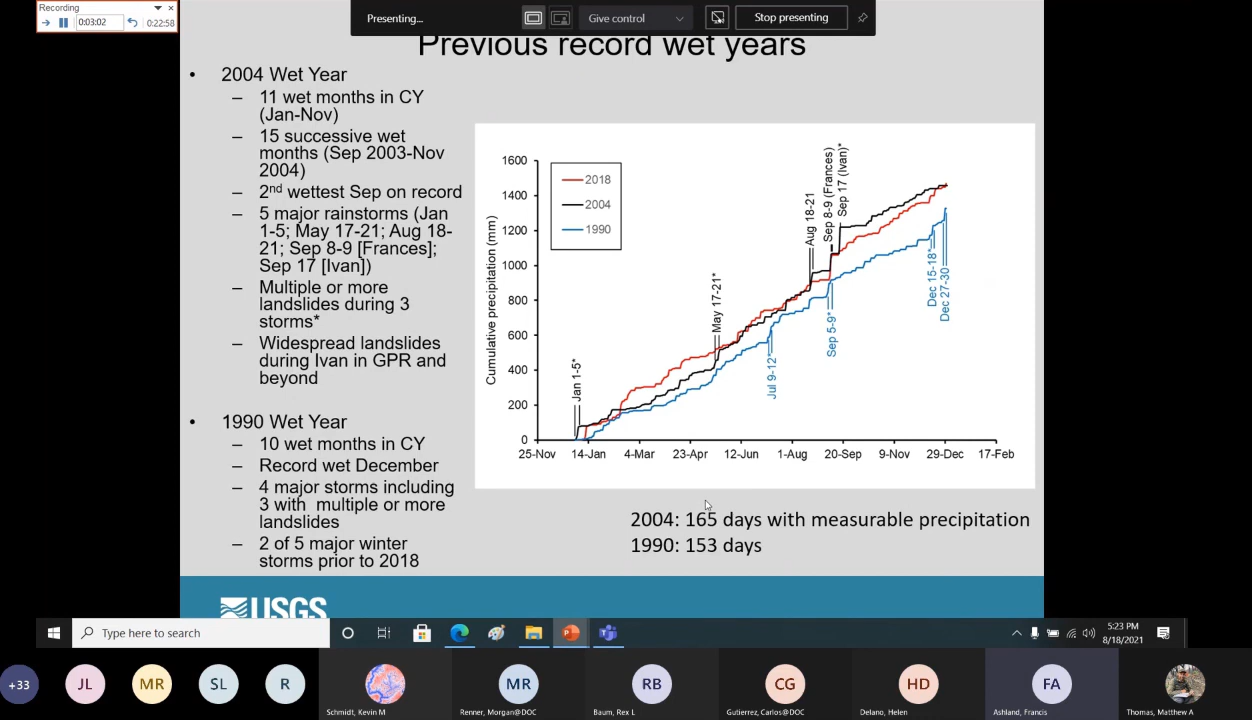 Recording
0:03:02
0:22:58
Presenting...
Give control
Stop presenting
Previous record wet years
• 2004 Wet Year
– 11 wet months in CY
(Jan-Nov)
– 15 successive wet
months (Sep 2003-Nov
2004)
– 2nd wettest Sep on record
– 5 major rainstorms (Jan
1-5; May 17-21; Aug 18-
21; Sep 8-9 [Frances];
Sep 17 [Ivan])
– Multiple or more
landslides during 3
storms*
– Widespread landslides
during Ivan in GPR and
beyond
• 1990 Wet Year
– 10 wet months in CY
– Record wet December
– 4 major storms including
3 with multiple or more
landslides
– 2 of 5 major winter
storms prior to 2018
Cumulative precipitation (mm)
1600
1400
1200
1000
800
600
400
200
0
2018
2004
1990
Jan 1-5*
May 17-21*
Aug 18-21
Sep 8-9 (Frances)
Sep 17 (Ivan)*
Jul 9-12*
Sep 5-9*
Dec 15-18*
Dec 27-30
25-Nov 14-Jan 4-Mar 23-Apr 12-Jun 1-Aug 20-Sep 9-Nov 29-Dec 17-Feb
2004: 165 days with measurable precipitation
1990: 153 days
USGS
Type here to search
5:23 PM
8/18/2021
+33
JL
MR
SL
R
Schmidt, Kevin M
MR
Renner, Morgan@DOC
RB
Baum, Rex L
CG
Gutierrez, Carlos@DOC
HD
Delano, Helen
FA
Ashland, Francis
Thomas, Matthew A